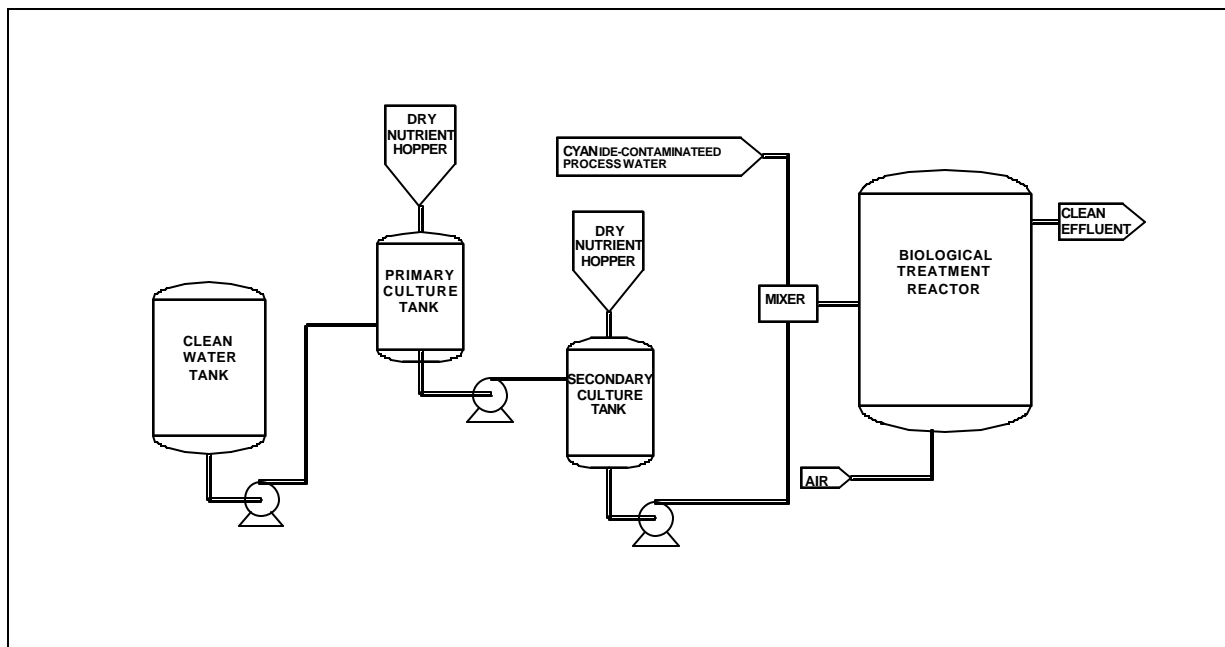 DRY
NUTRIENT
HOPPER
CYANIDE-CONTAMINATEED
PROCESS WATER
CLEAN
EFFLUENT
DRY
NUTRIENT
HOPPER
BIOLOGICAL
TREATMENT
REACTOR
PRIMARY
CULTURE
TANK
MIXER
CLEAN
WATER
TANK
SECONDARY
CULTURE
TANK
AIR